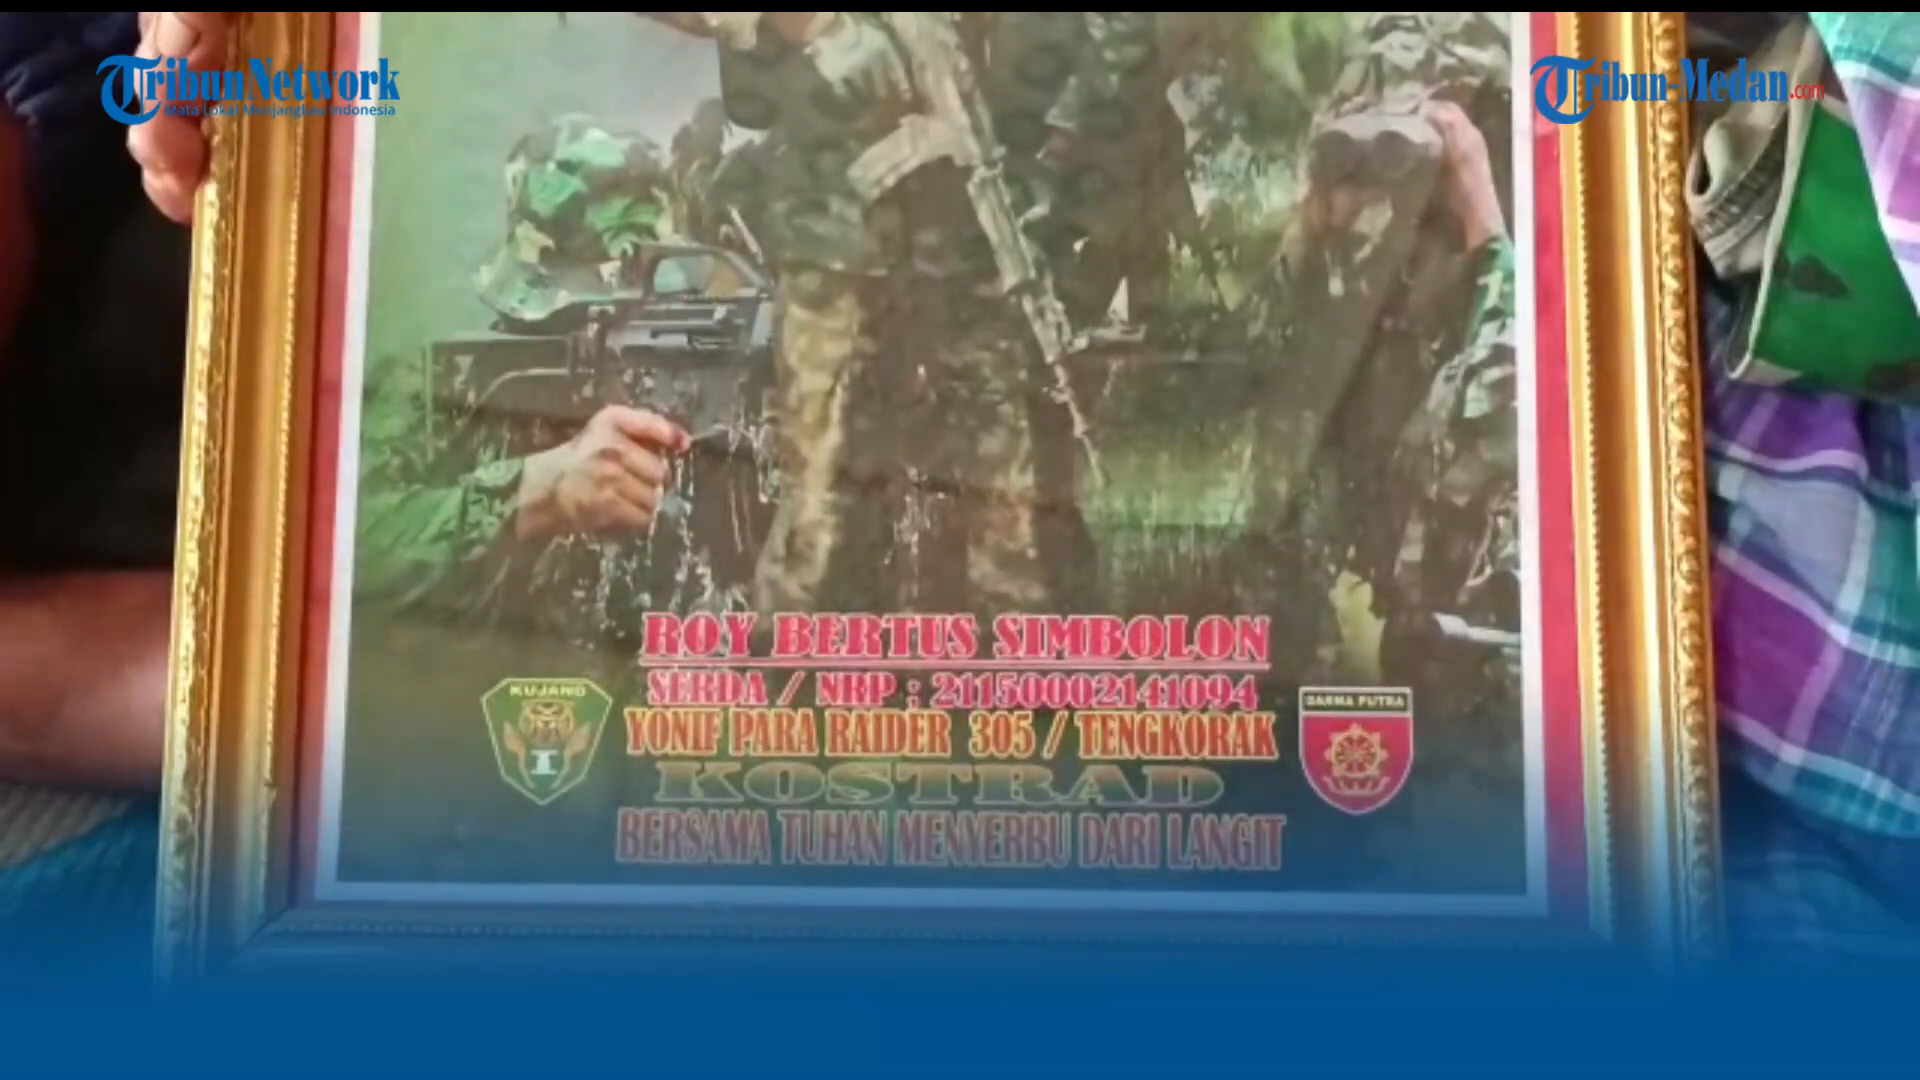 TribunNetwork
Mata Lokal Menjangkau Indonesia
Tribun-Medan.com
ROY BERTUS SIMBOLON
SERDA / NRP : 21150002141094
YONIF PARA RAIDER 305 / TENGKORAK
KOSTRAD
BERSAMA TUHAN MENYERBU DARI LANGIT
KUJANG
I
DARMA PUTRA